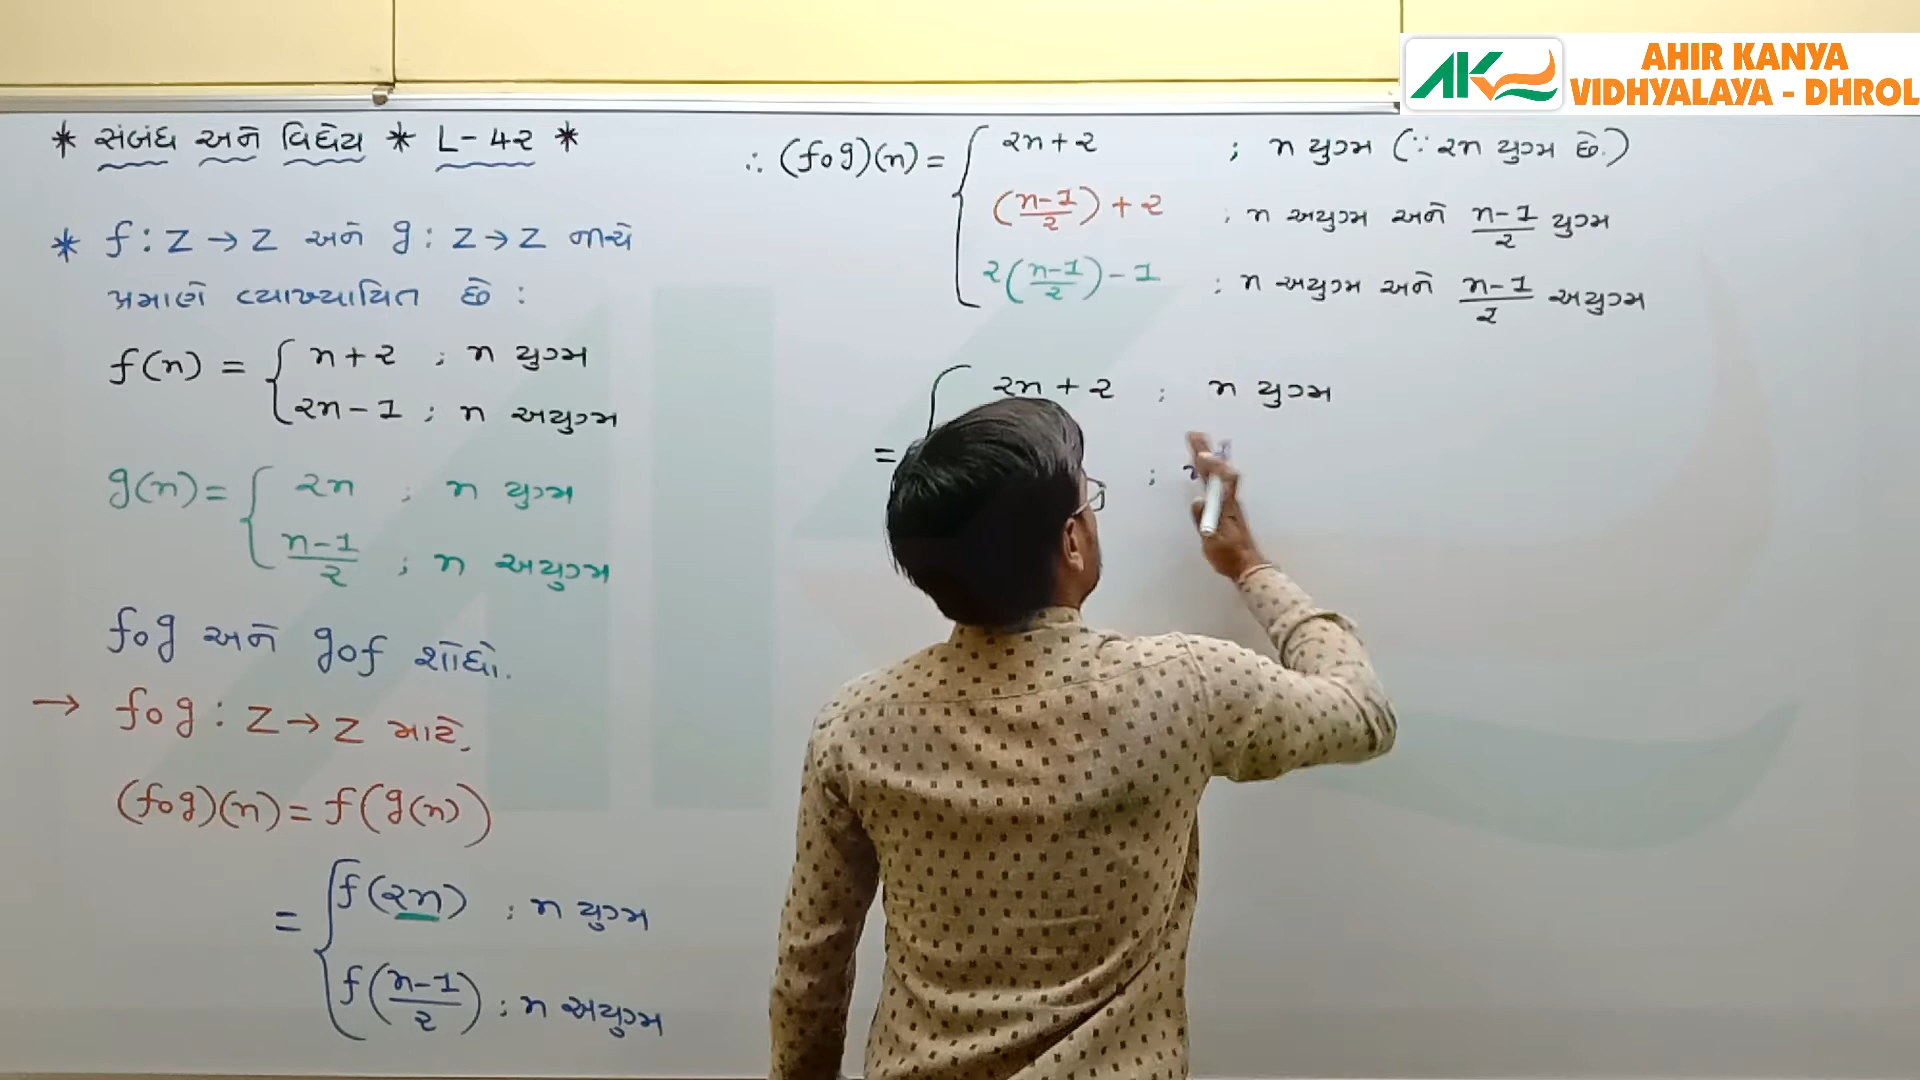 AHIR KANYA
VIDHYALAYA - DHROL
* સંબંધ અને વિધેય * L-42 *
* f : Z → Z અને g : Z → Z નીચે
પ્રમાણે વ્યાખ્યાયિત છે :
f(n) = { n + 2 ; n યુગ્મ
2n - 1 ; n અયુગ્મ
g(n) = { 2n ; n યુગ્મ
(n-1)/2 ; n અયુગ્મ
fog અને gof શોધો.
→ fog : Z → Z માટે,
(fog)(n) = f(g(n))
= { f(2n) ; n યુગ્મ
f((n-1)/2) ; n અયુગ્મ
∴ (fog)(n) = { 2n + 2 ; n યુગ્મ (∵ 2n યુગ્મ છે.)
((n-1)/2) + 2 ; n અયુગ્મ અને (n-1)/2 યુગ્મ
2((n-1)/2) - 1 ; n અયુગ્મ અને (n-1)/2 અયુગ્મ
= { 2n + 2 ; n યુગ્મ
;